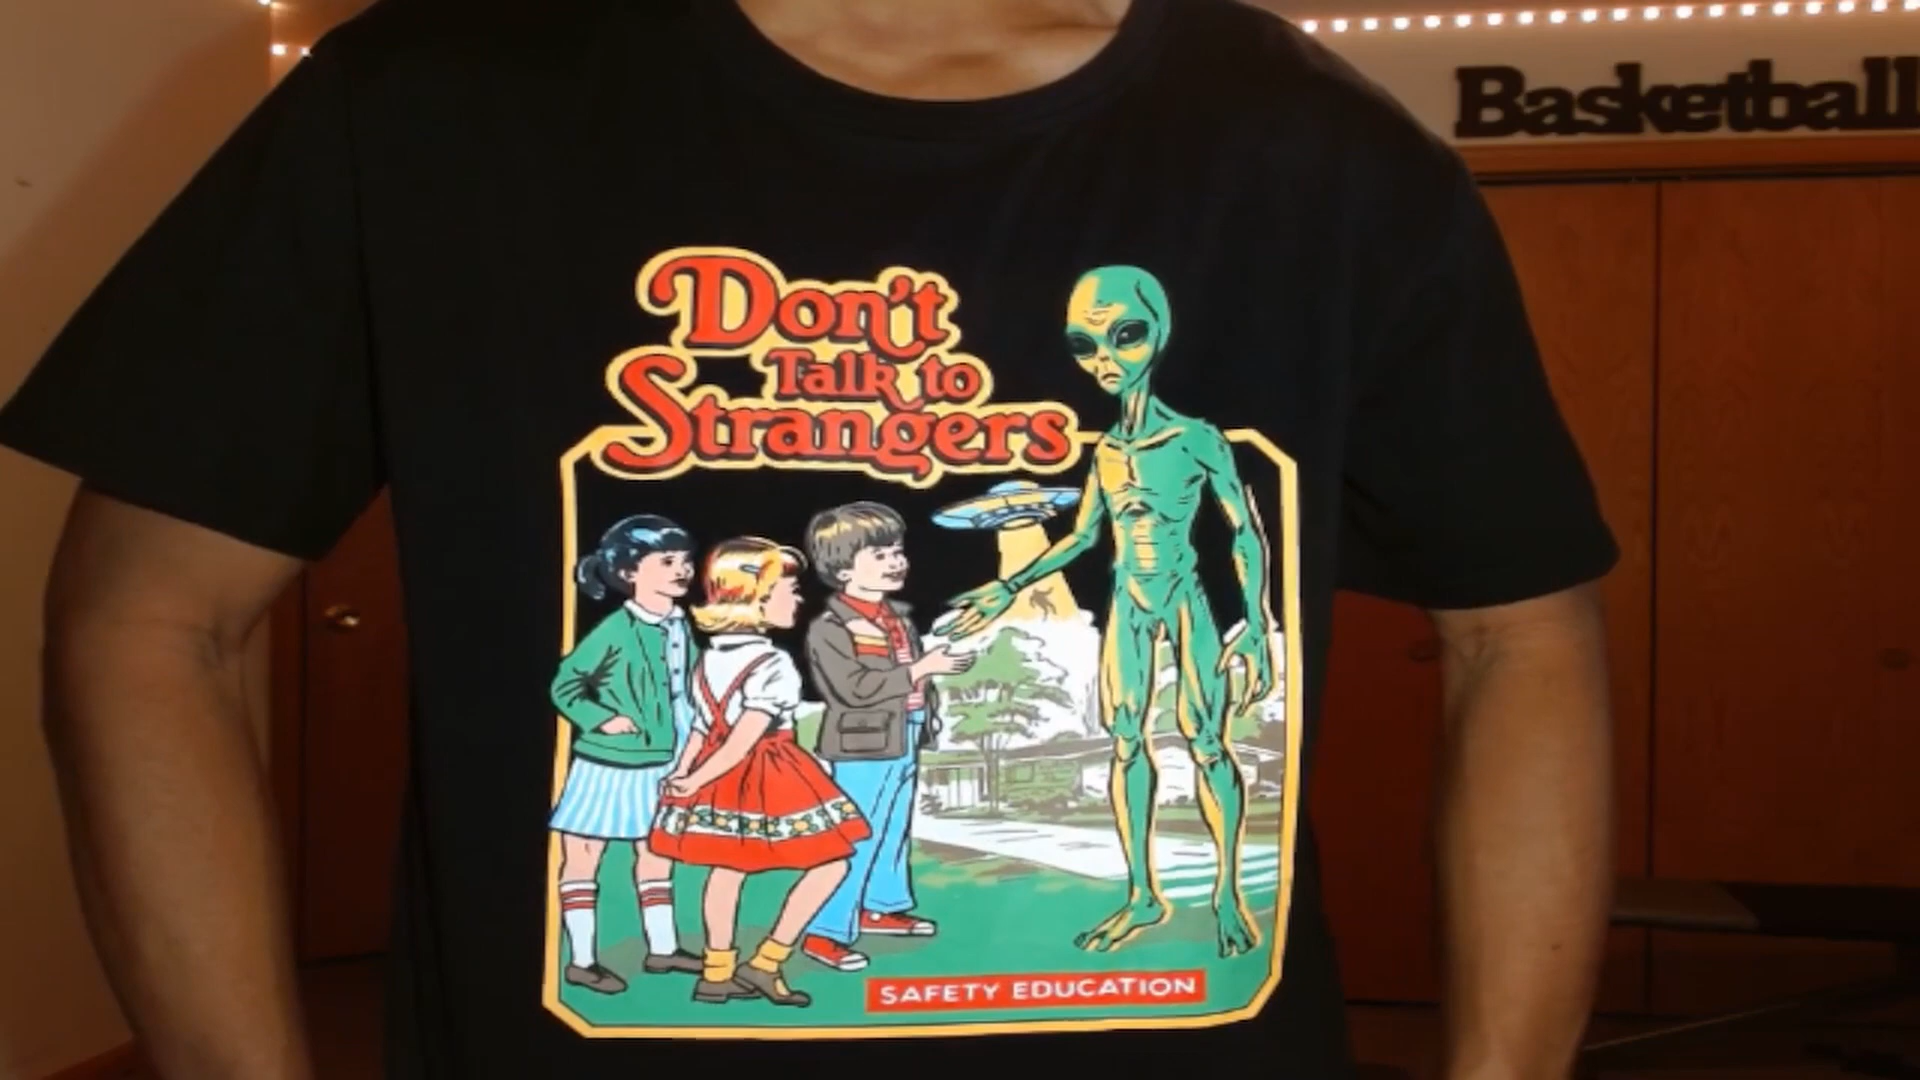 Basketball
Don't
Talk to
Strangers
SAFETY EDUCATION